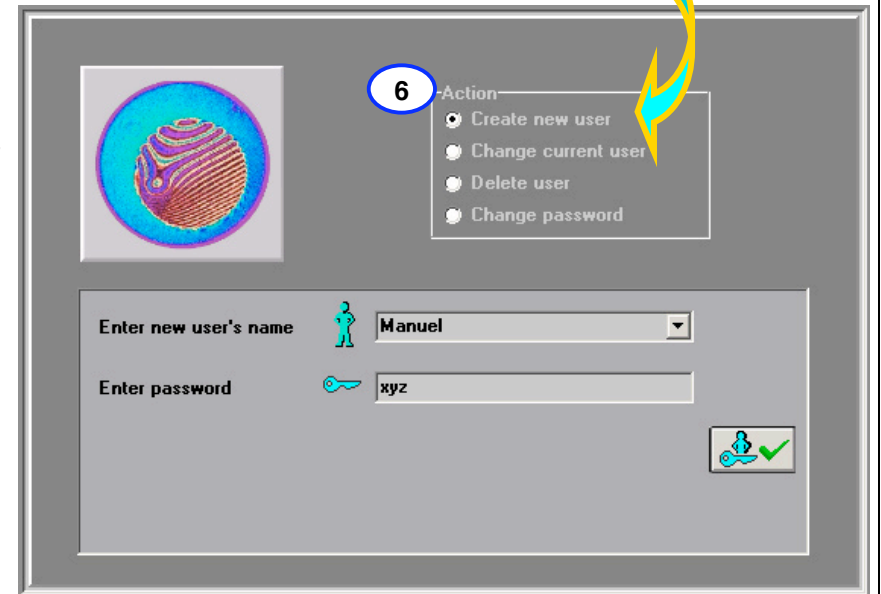 6
Action
Create new user
Change current user
Delete user
Change password
Enter new user's name
Manuel
Enter password
xyz